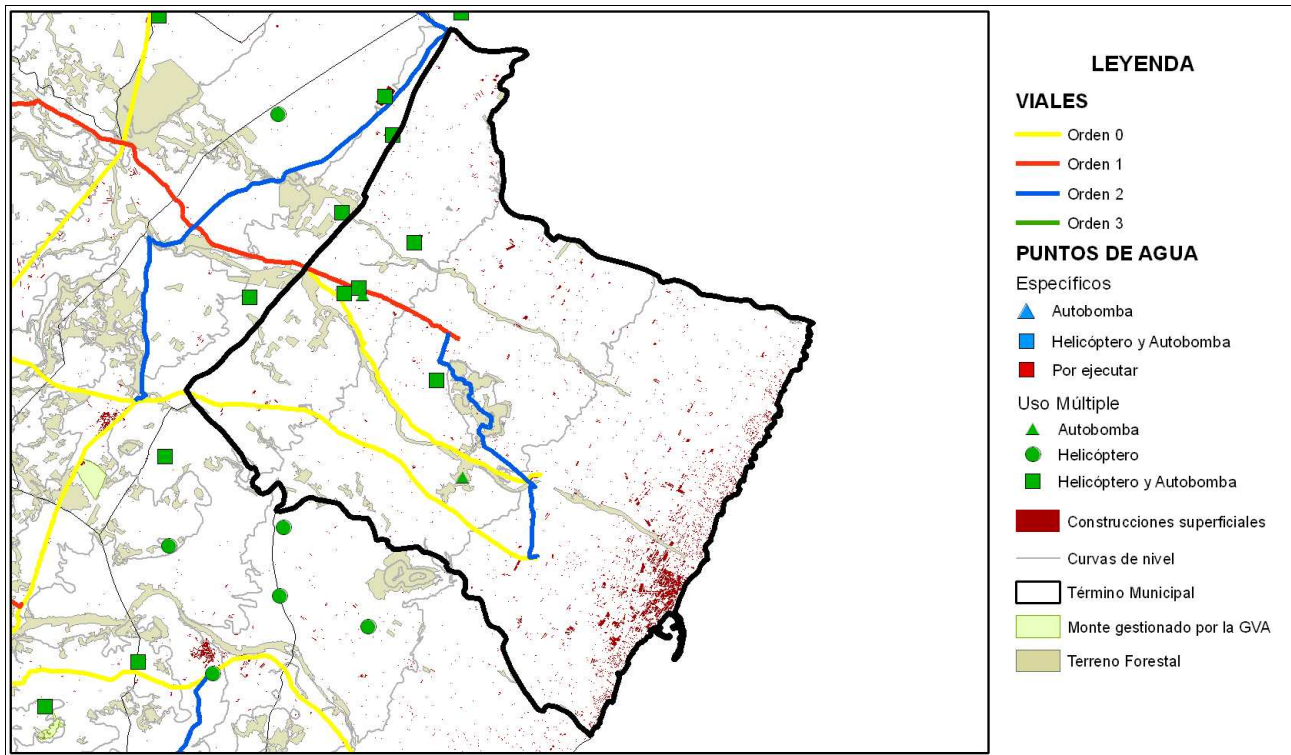 LEYENDA
VIALES
Orden 0
Orden 1
Orden 2
Orden 3
PUNTOS DE AGUA
Específicos
Autobomba
Helicóptero y Autobomba
Por ejecutar
Uso Múltiple
Autobomba
Helicóptero
Helicóptero y Autobomba
Construcciones superficiales
Curvas de nivel
Término Municipal
Monte gestionado por la GVA
Terreno Forestal